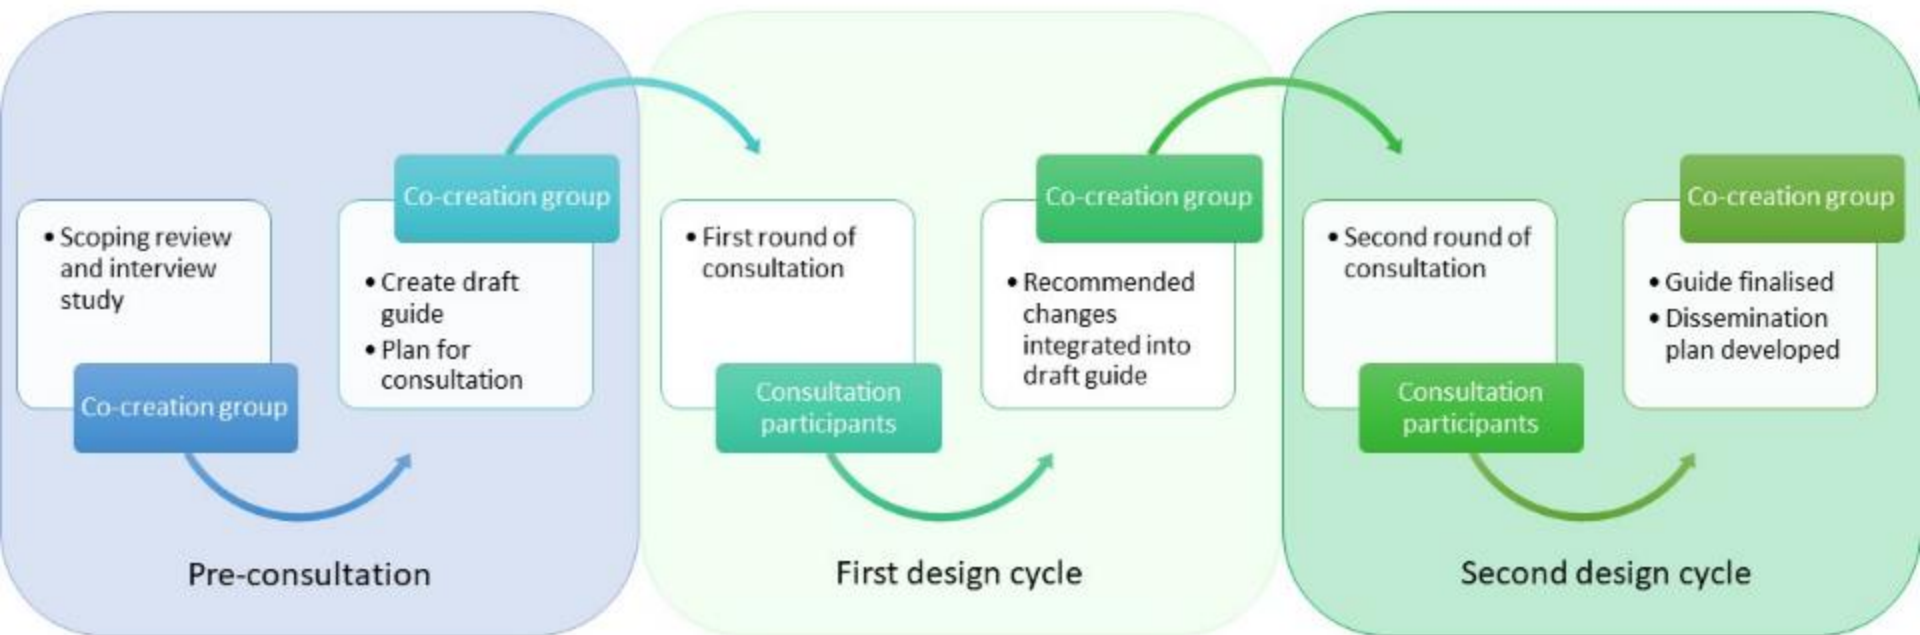 • Scoping review
and interview
study
Co-creation group
Co-creation group
• Create draft
guide
• Plan for
consultation
Pre-consultation
• First round of
consultation
Consultation
participants
Co-creation group
• Recommended
changes
integrated into
draft guide
First design cycle
• Second round of
consultation
Consultation
participants
Co-creation group
• Guide finalised
• Dissemination
plan developed
Second design cycle